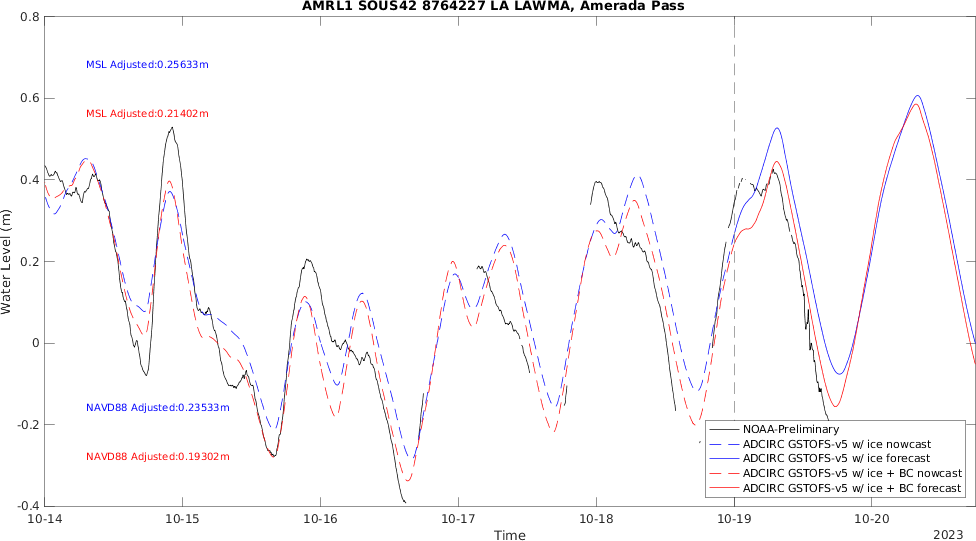 AMRL1 SOUS42 8764227 LA LAWMA, Amerada Pass
0.8
MSL Adjusted:0.25633m
0.6
MSL Adjusted:0.21402m
0.4
Water Level (m)
0.2
0
NAVD88 Adjusted:0.23533m
-0.2
NOAA-Preliminary
ADCIRC GSTOFS-v5 w/ ice nowcast
NAVD88 Adjusted:0.19302m
ADCIRC GSTOFS-v5 w/ ice forecast
ADCIRC GSTOFS-v5 w/ ice + BC nowcast
ADCIRC GSTOFS-v5 w/ ice + BC forecast
-0.4
10-14 10-15 10-16 10-17 10-18 10-19 10-20
Time
2023